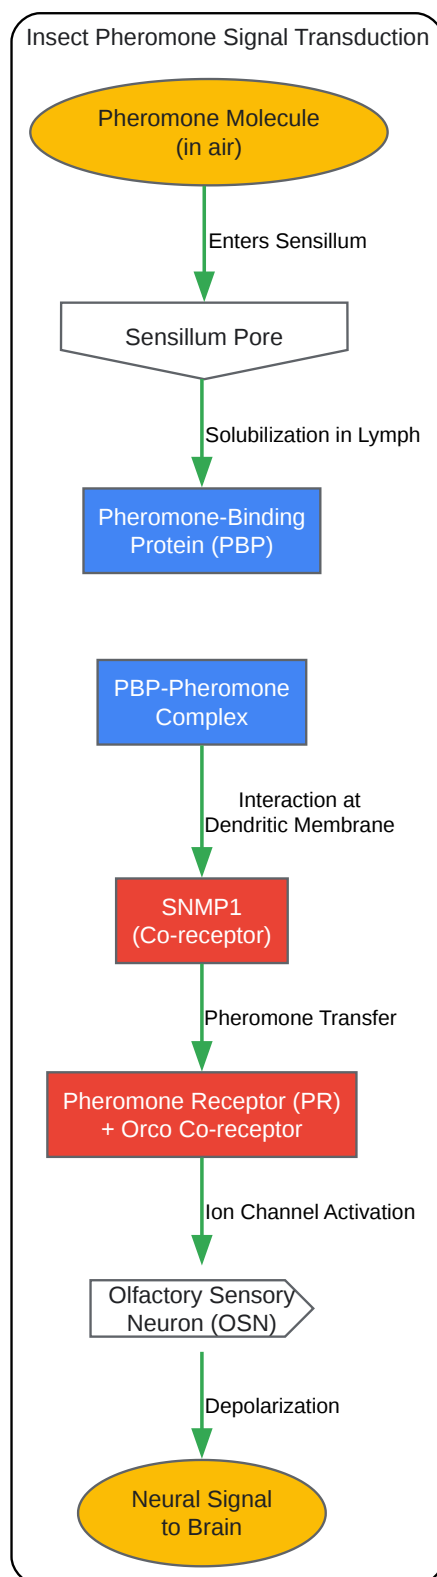 Insect Pheromone Signal Transduction
Pheromone Molecule
(in air)
Enters Sensillum
Sensillum Pore
Solubilization in Lymph
Pheromone-Binding
Protein (PBP)
PBP-Pheromone
Complex
Interaction at
Dendritic Membrane
SNMP1
(Co-receptor)
Pheromone Transfer
Pheromone Receptor (PR)
+ Orco Co-receptor
Ion Channel Activation
Olfactory Sensory
Neuron (OSN)
Depolarization
Neural Signal
to Brain